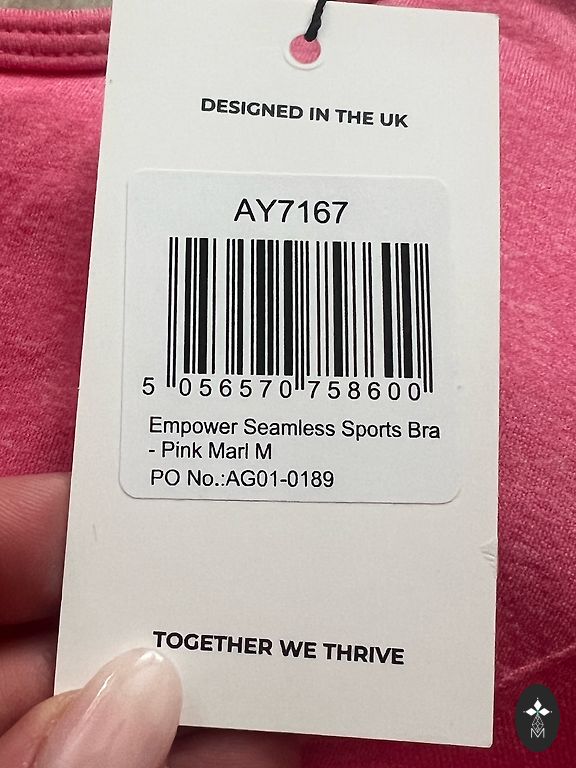 DESIGNED IN THE UK
AY7167
5 056570 758600
Empower Seamless Sports Bra
- Pink Marl M
PO No.:AG01-0189
TOGETHER WE THRIVE
M